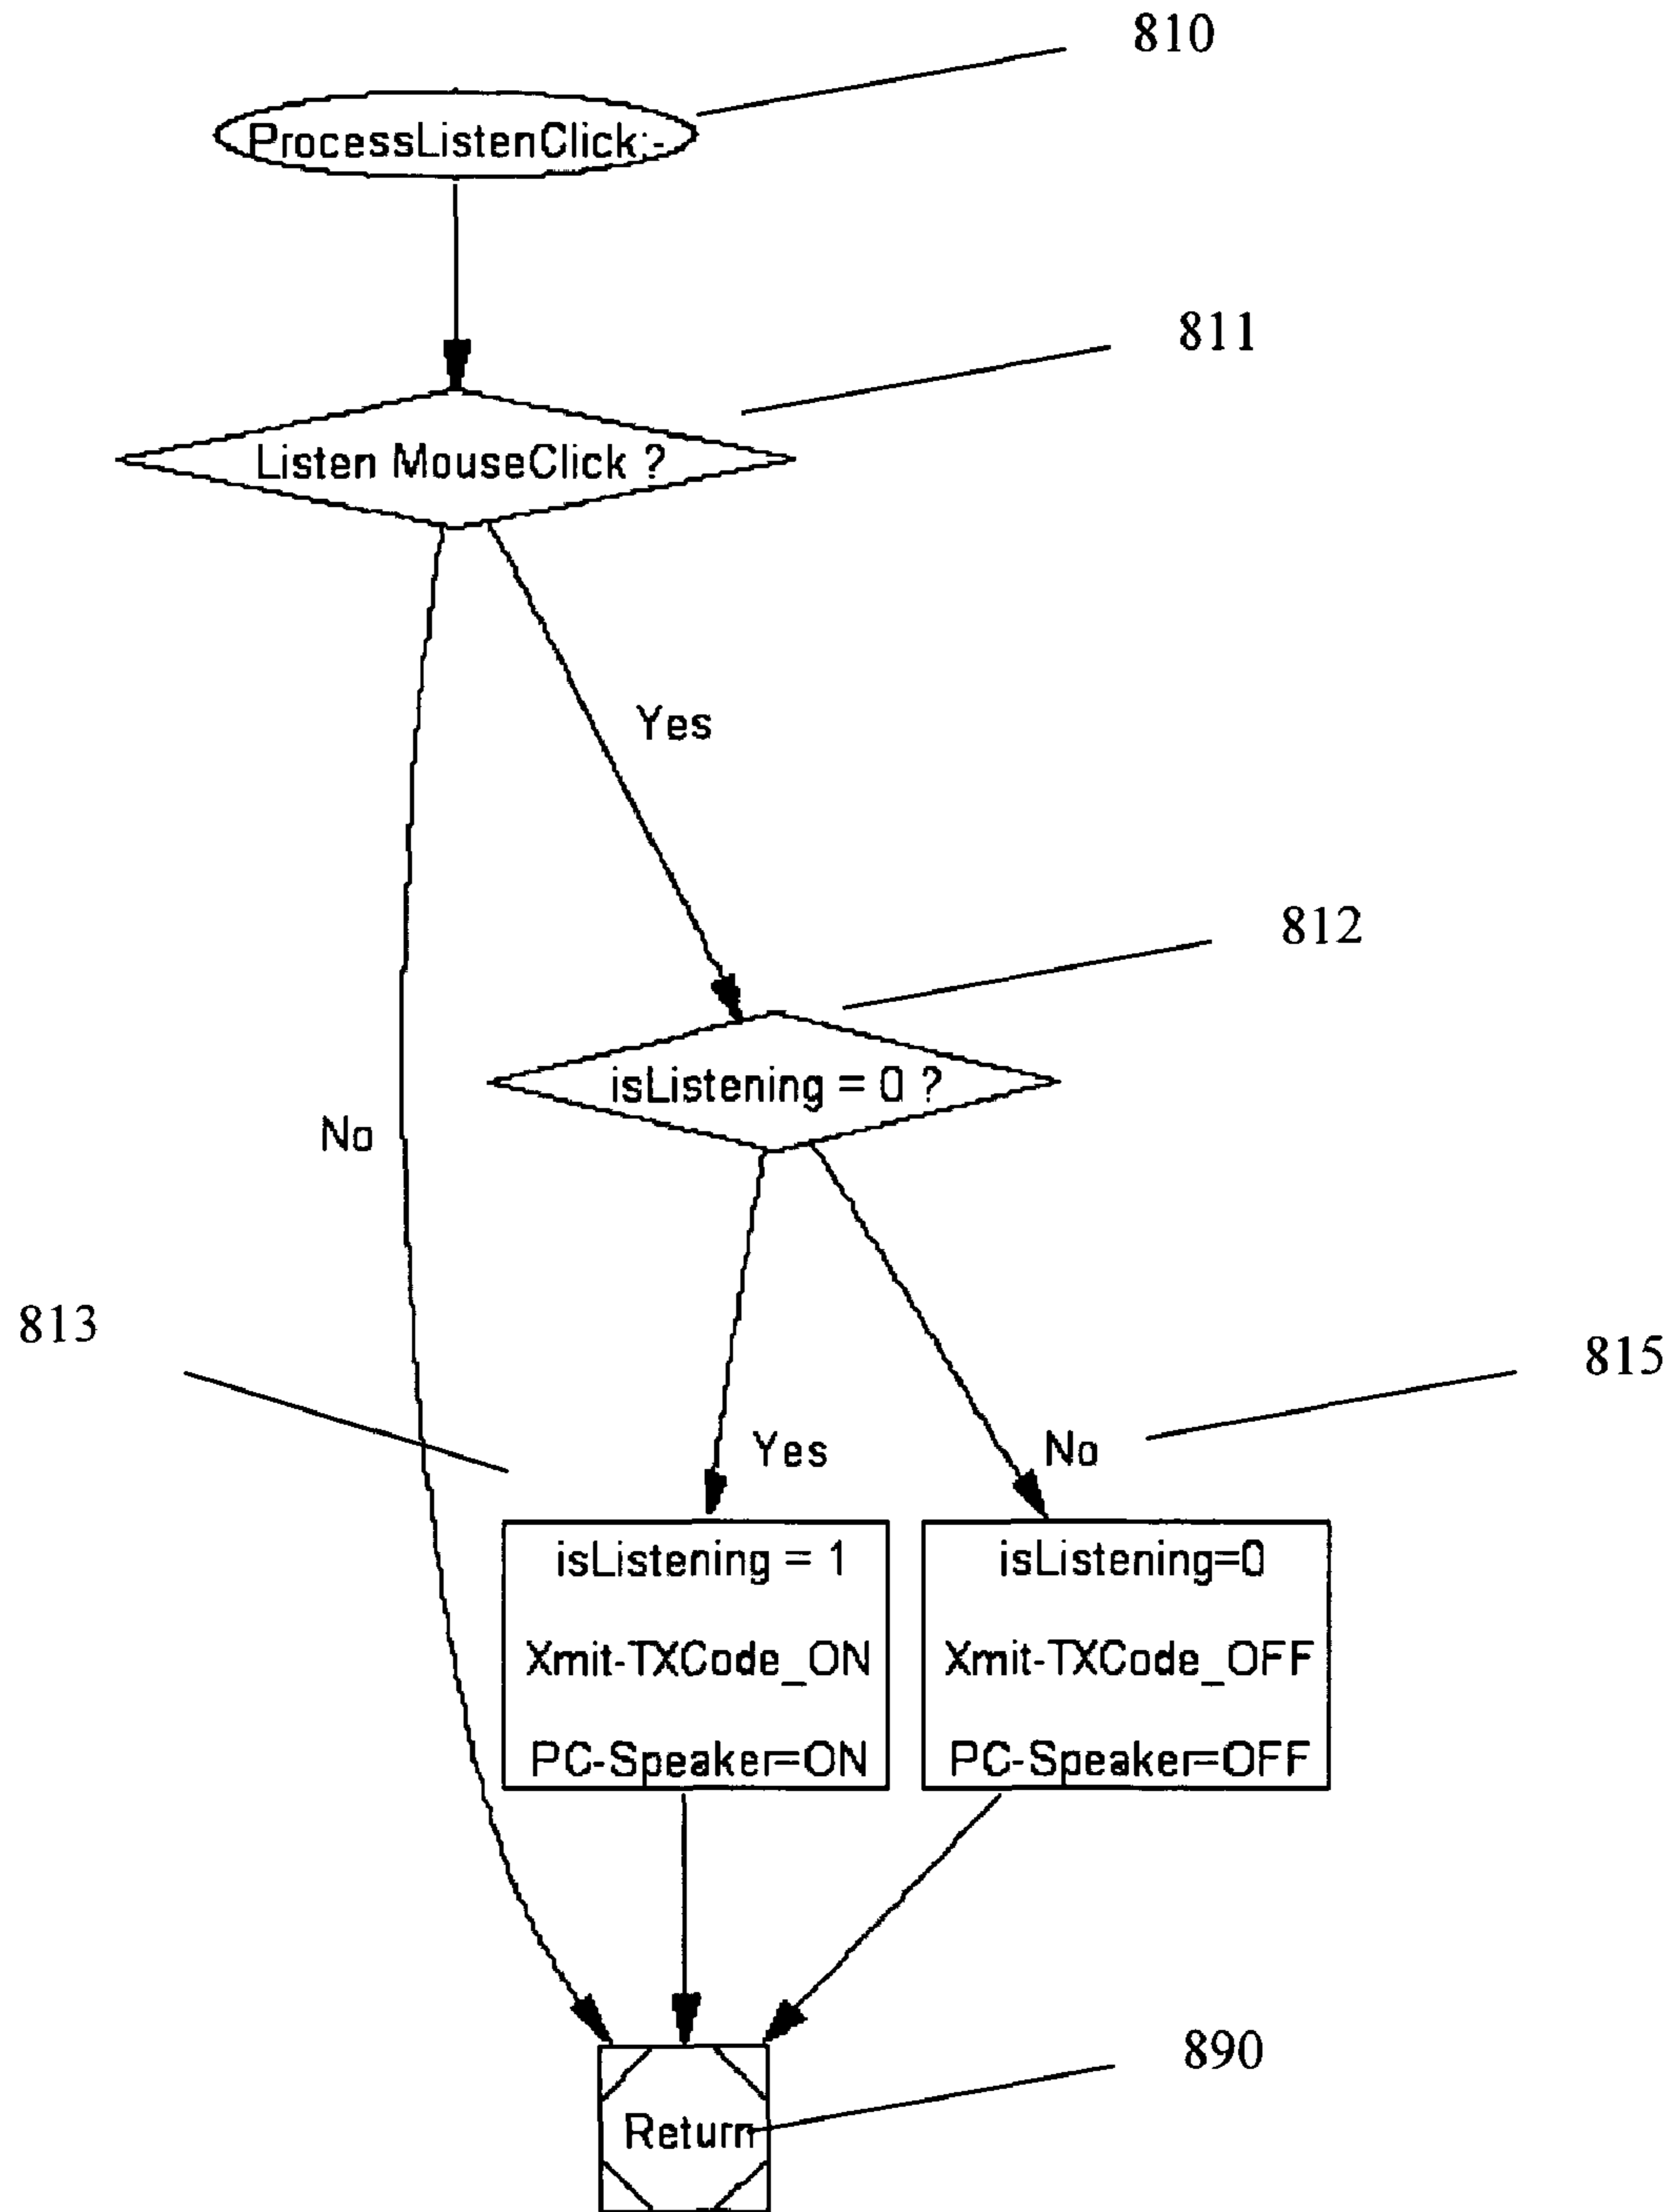 810
ProcessListenClick:-
811
Listen MouseClick ?
Yes
812
isListening = 0 ?
No
813
815
Yes
No
isListening = 1
Xmit-TXCode_ON
PC-Speaker=ON
isListening=0
Xmit-TXCode_OFF
PC-Speaker=OFF
890
Return